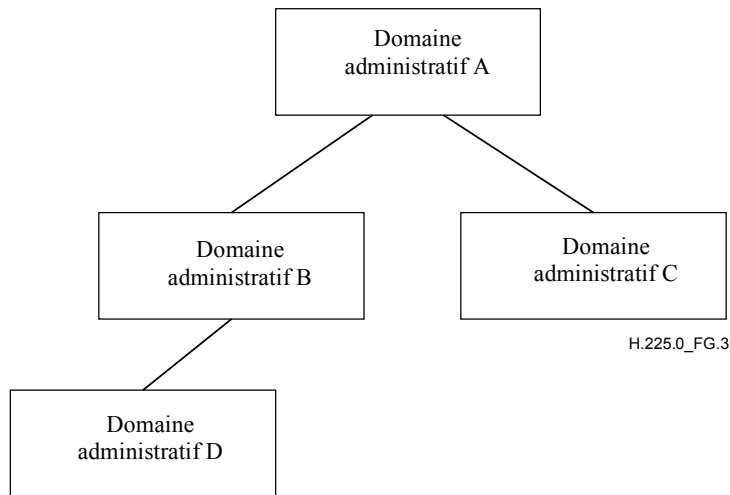 Domaine
administratif A
Domaine
administratif B
Domaine
administratif C
H.225.0_FG.3
Domaine
administratif D